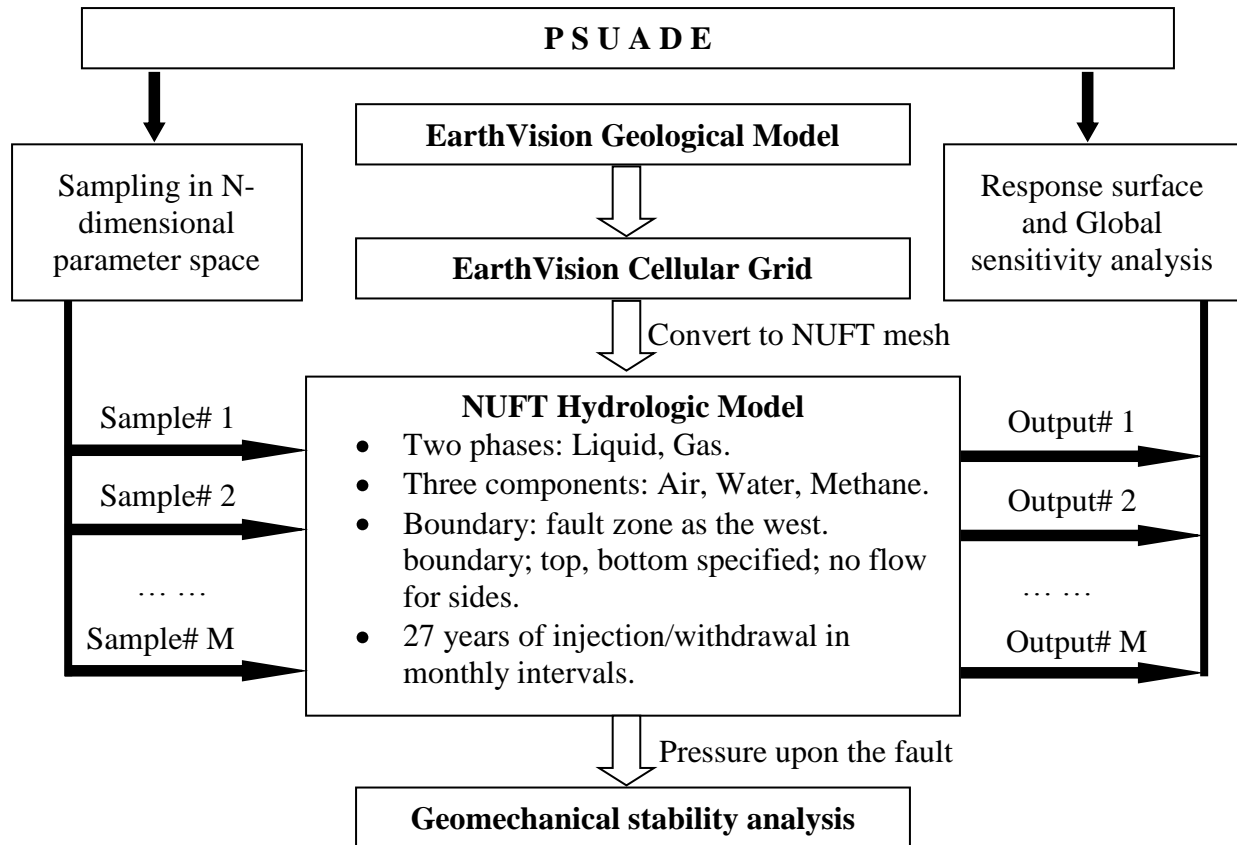 P S U A D E
EarthVision Geological Model
Sampling in N-
dimensional
parameter space
Response surface
and Global
sensitivity analysis
EarthVision Cellular Grid
Convert to NUFT mesh
NUFT Hydrologic Model
• Two phases: Liquid, Gas.
• Three components: Air, Water, Methane.
• Boundary: fault zone as the west.
boundary; top, bottom specified; no flow
for sides.
• 27 years of injection/withdrawal in
monthly intervals.
Sample# 1
Sample# 2
... ...
Sample# M
Output# 1
Output# 2
... ...
Output# M
Pressure upon the fault
Geomechanical stability analysis